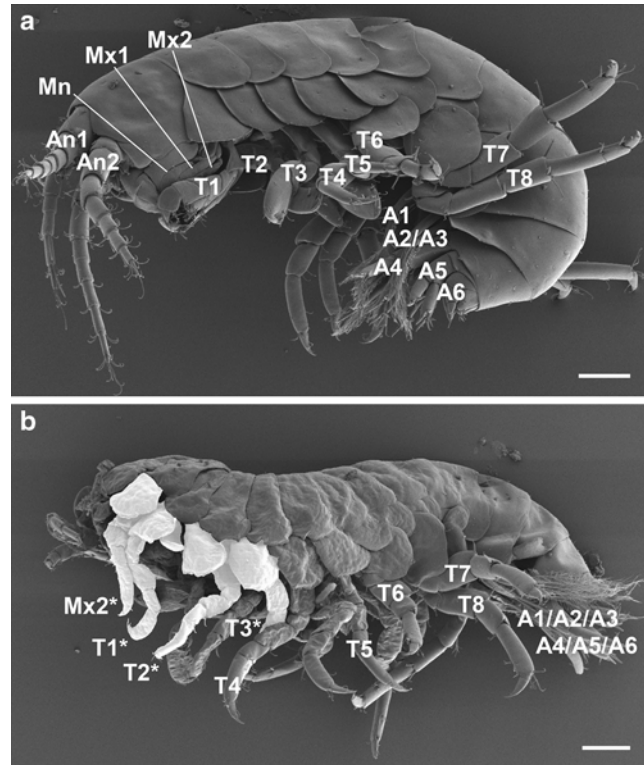 a
Mx1
Mx2
Mn
An1
An2
T1
T2
T3
T4
T5
T6
T7
T8
A1
A2/A3
A4
A5
A6
b
Mx2*
T1*
T2*
T3*
T4
T5
T6
T7
T8
A1/A2/A3
A4/A5/A6